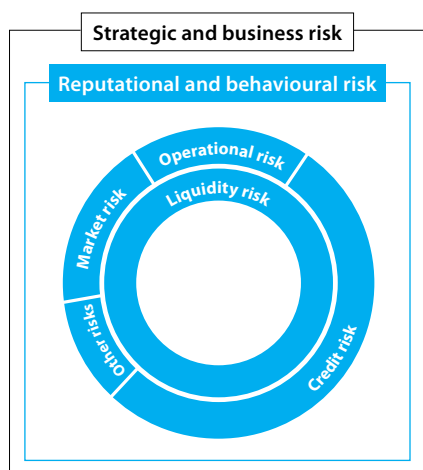 Strategic and business risk
Reputational and behavioural risk
Operational risk
Liquidity risk
Market risk
Other risks
Credit risk